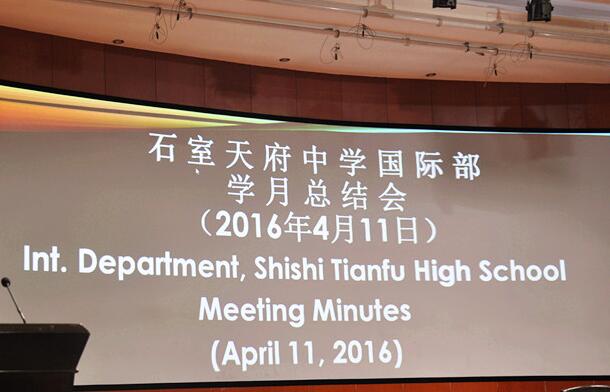 石室天府中学国际部
学月总结会
（2016年4月11日）
Int. Department, Shishi Tianfu High School
Meeting Minutes
(April 11, 2016)